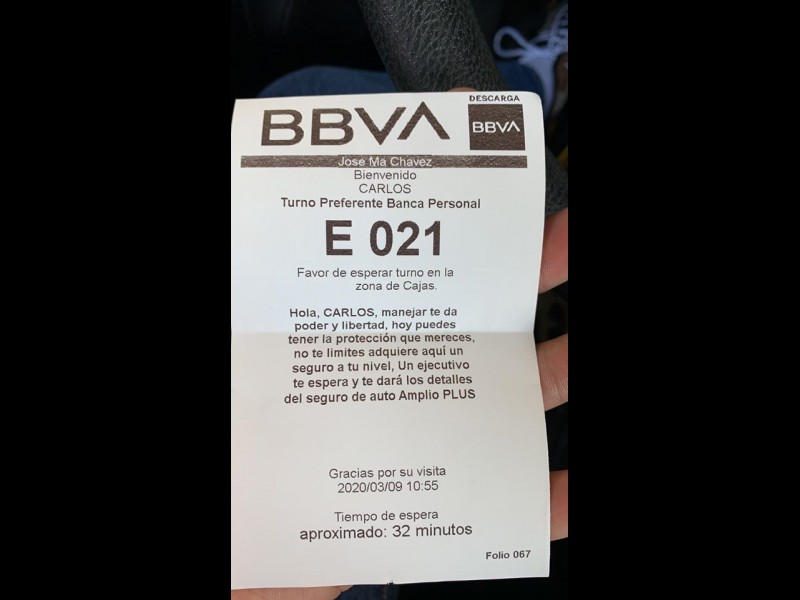 BBVA
DESCARGA
BBVA
Jose Ma Chavez
Bienvenido
CARLOS
Turno Preferente Banca Personal
E 021
Favor de esperar turno en la
zona de Cajas.
Hola, CARLOS, manejar te da
poder y libertad, hoy puedes
tener la protección que mereces,
no te limites adquiere aquí un
seguro a tu nivel, Un ejecutivo
te espera y te dará los detalles
del seguro de auto Amplio PLUS
Gracias por su visita
2020/03/09 10:55
Tiempo de espera
aproximado: 32 minutos
Folio 067